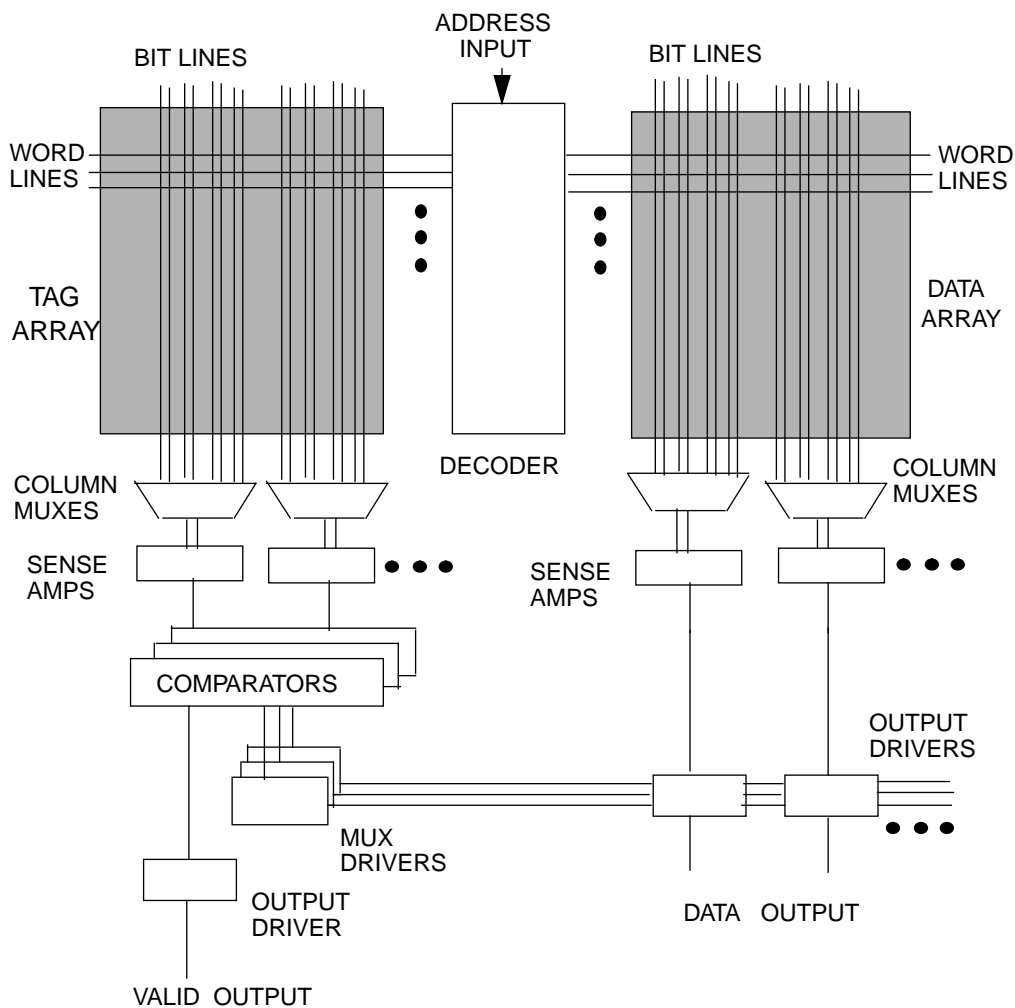 ADDRESS
INPUT
BIT LINES
BIT LINES
WORD
LINES
WORD
LINES
TAG
ARRAY
DATA
ARRAY
DECODER
COLUMN
MUXES
COLUMN
MUXES
SENSE
AMPS
SENSE
AMPS
COMPARATORS
OUTPUT
DRIVERS
MUX
DRIVERS
OUTPUT
DRIVER
DATA OUTPUT
VALID OUTPUT